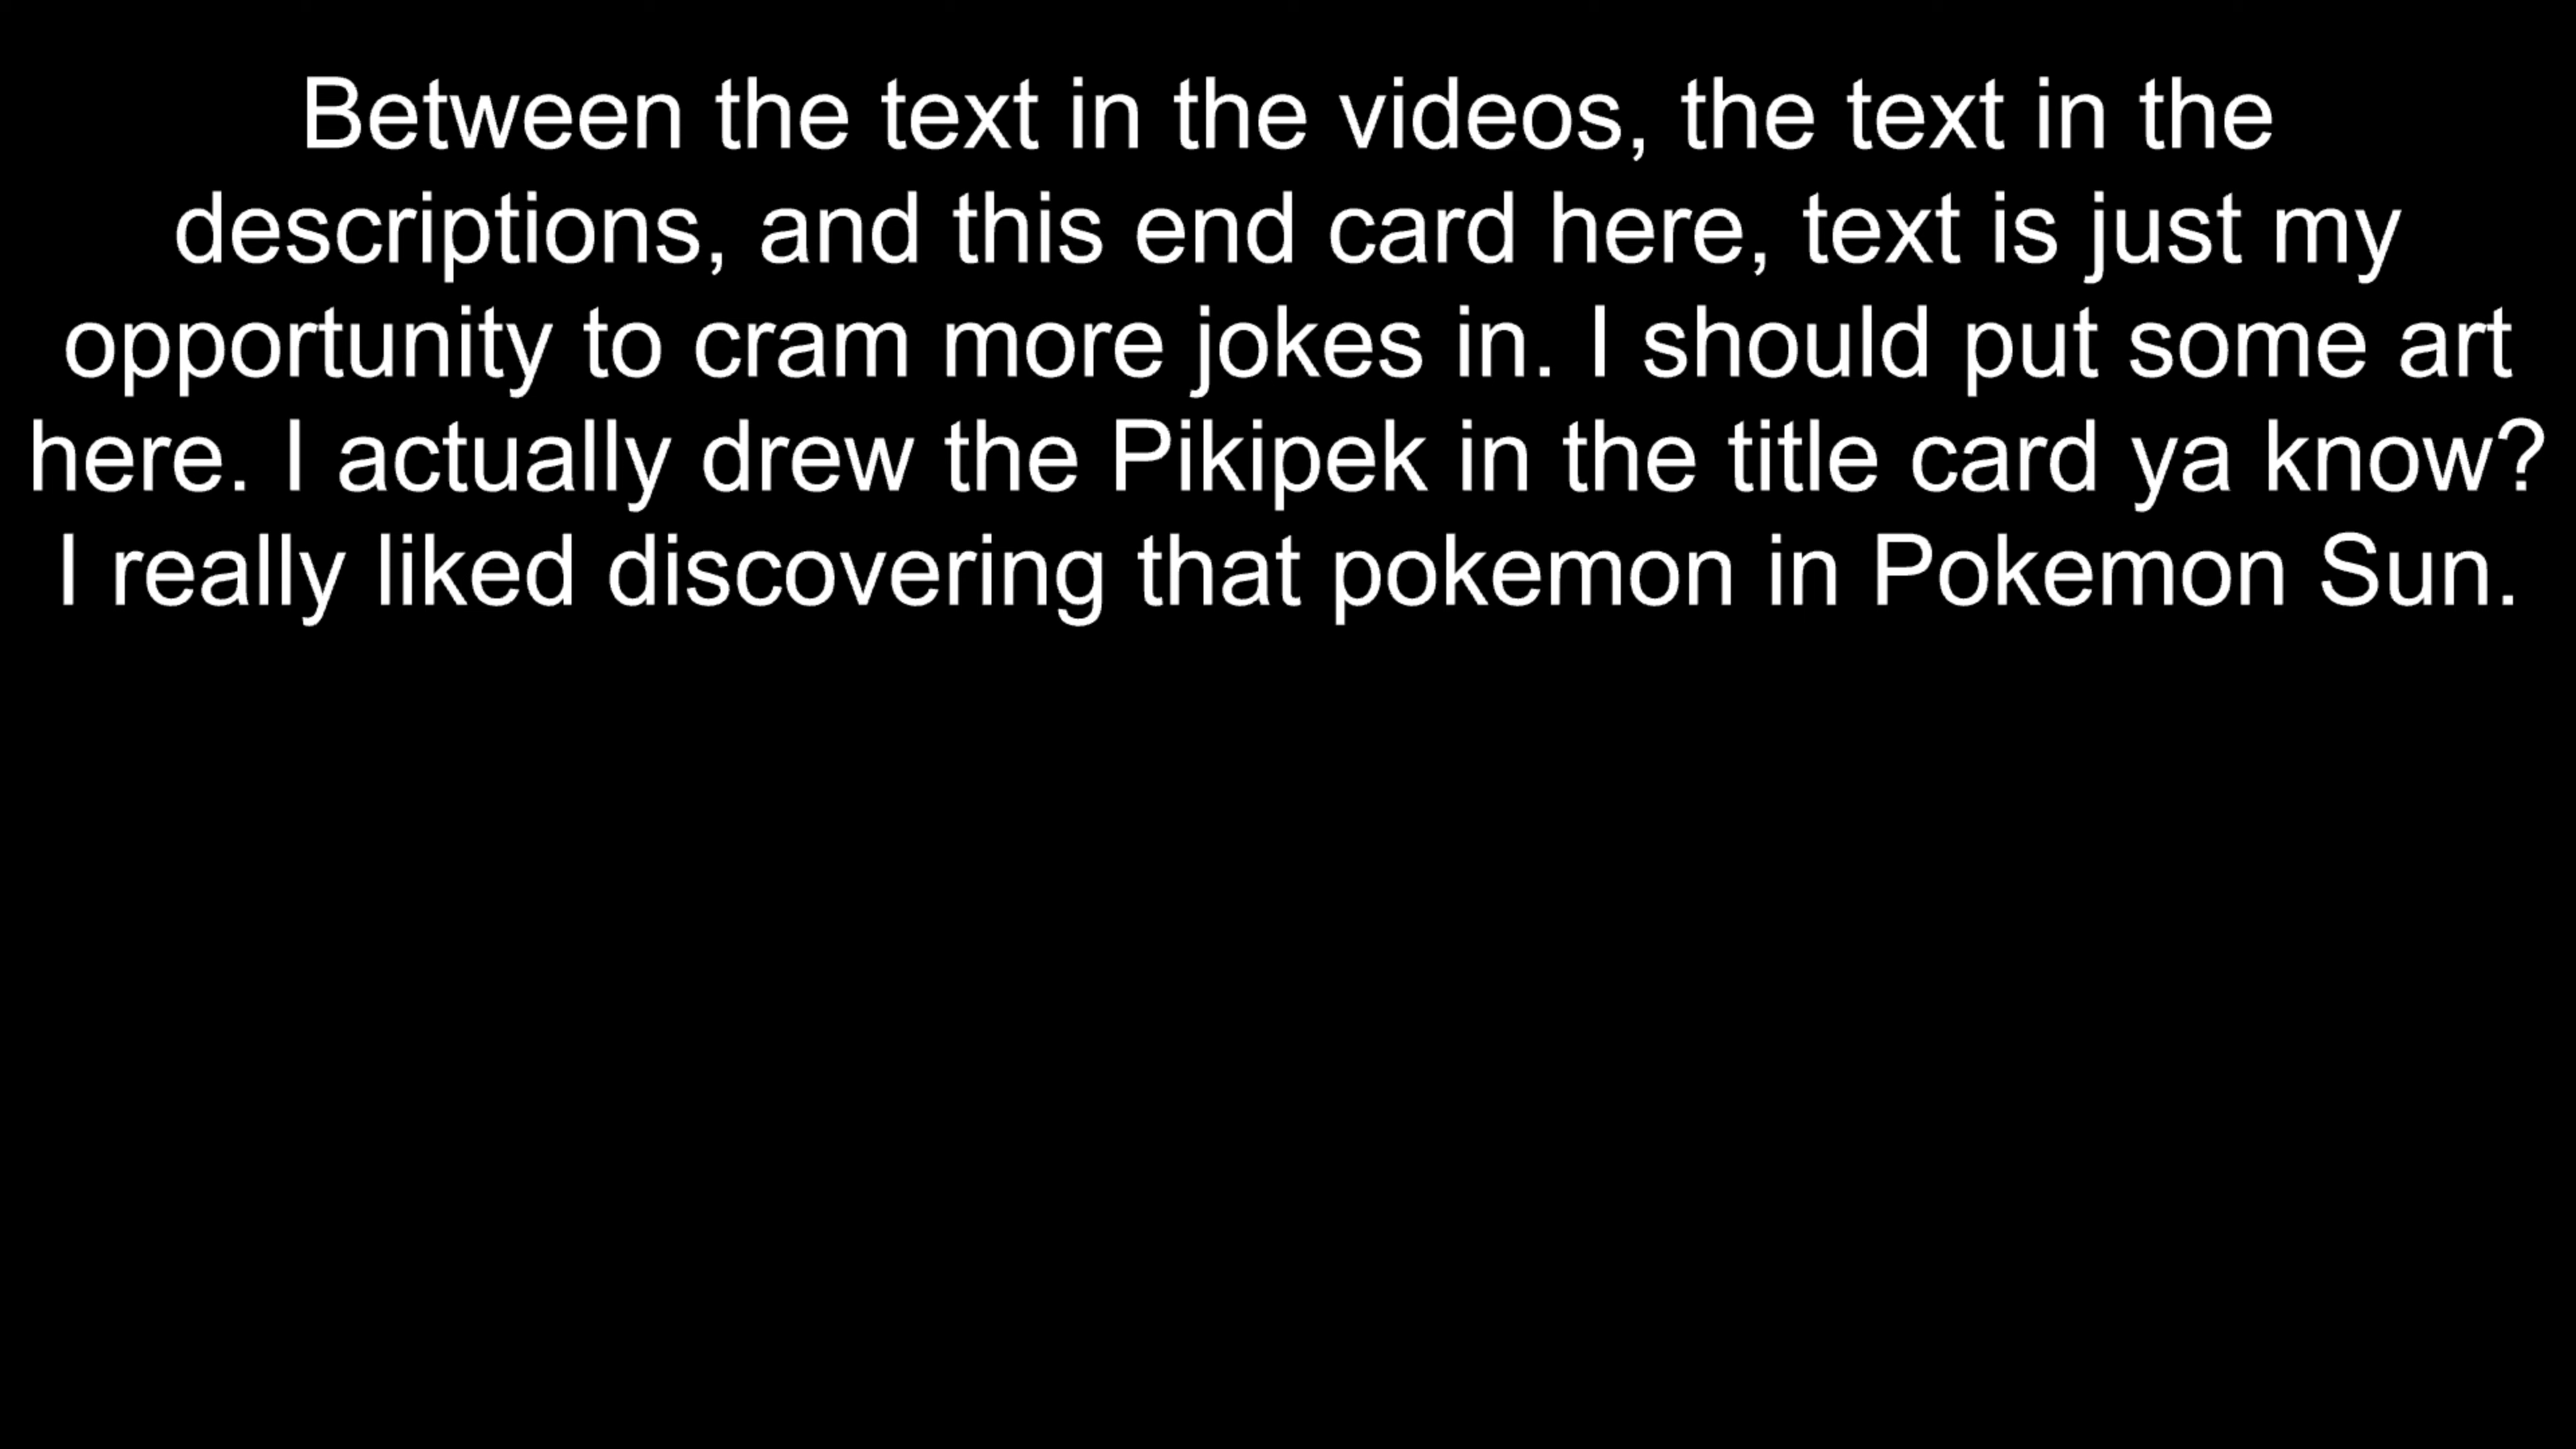 Between the text in the videos, the text in the
descriptions, and this end card here, text is just my
opportunity to cram more jokes in. I should put some art
here. I actually drew the Pikipek in the title card ya know?
I really liked discovering that pokemon in Pokemon Sun.